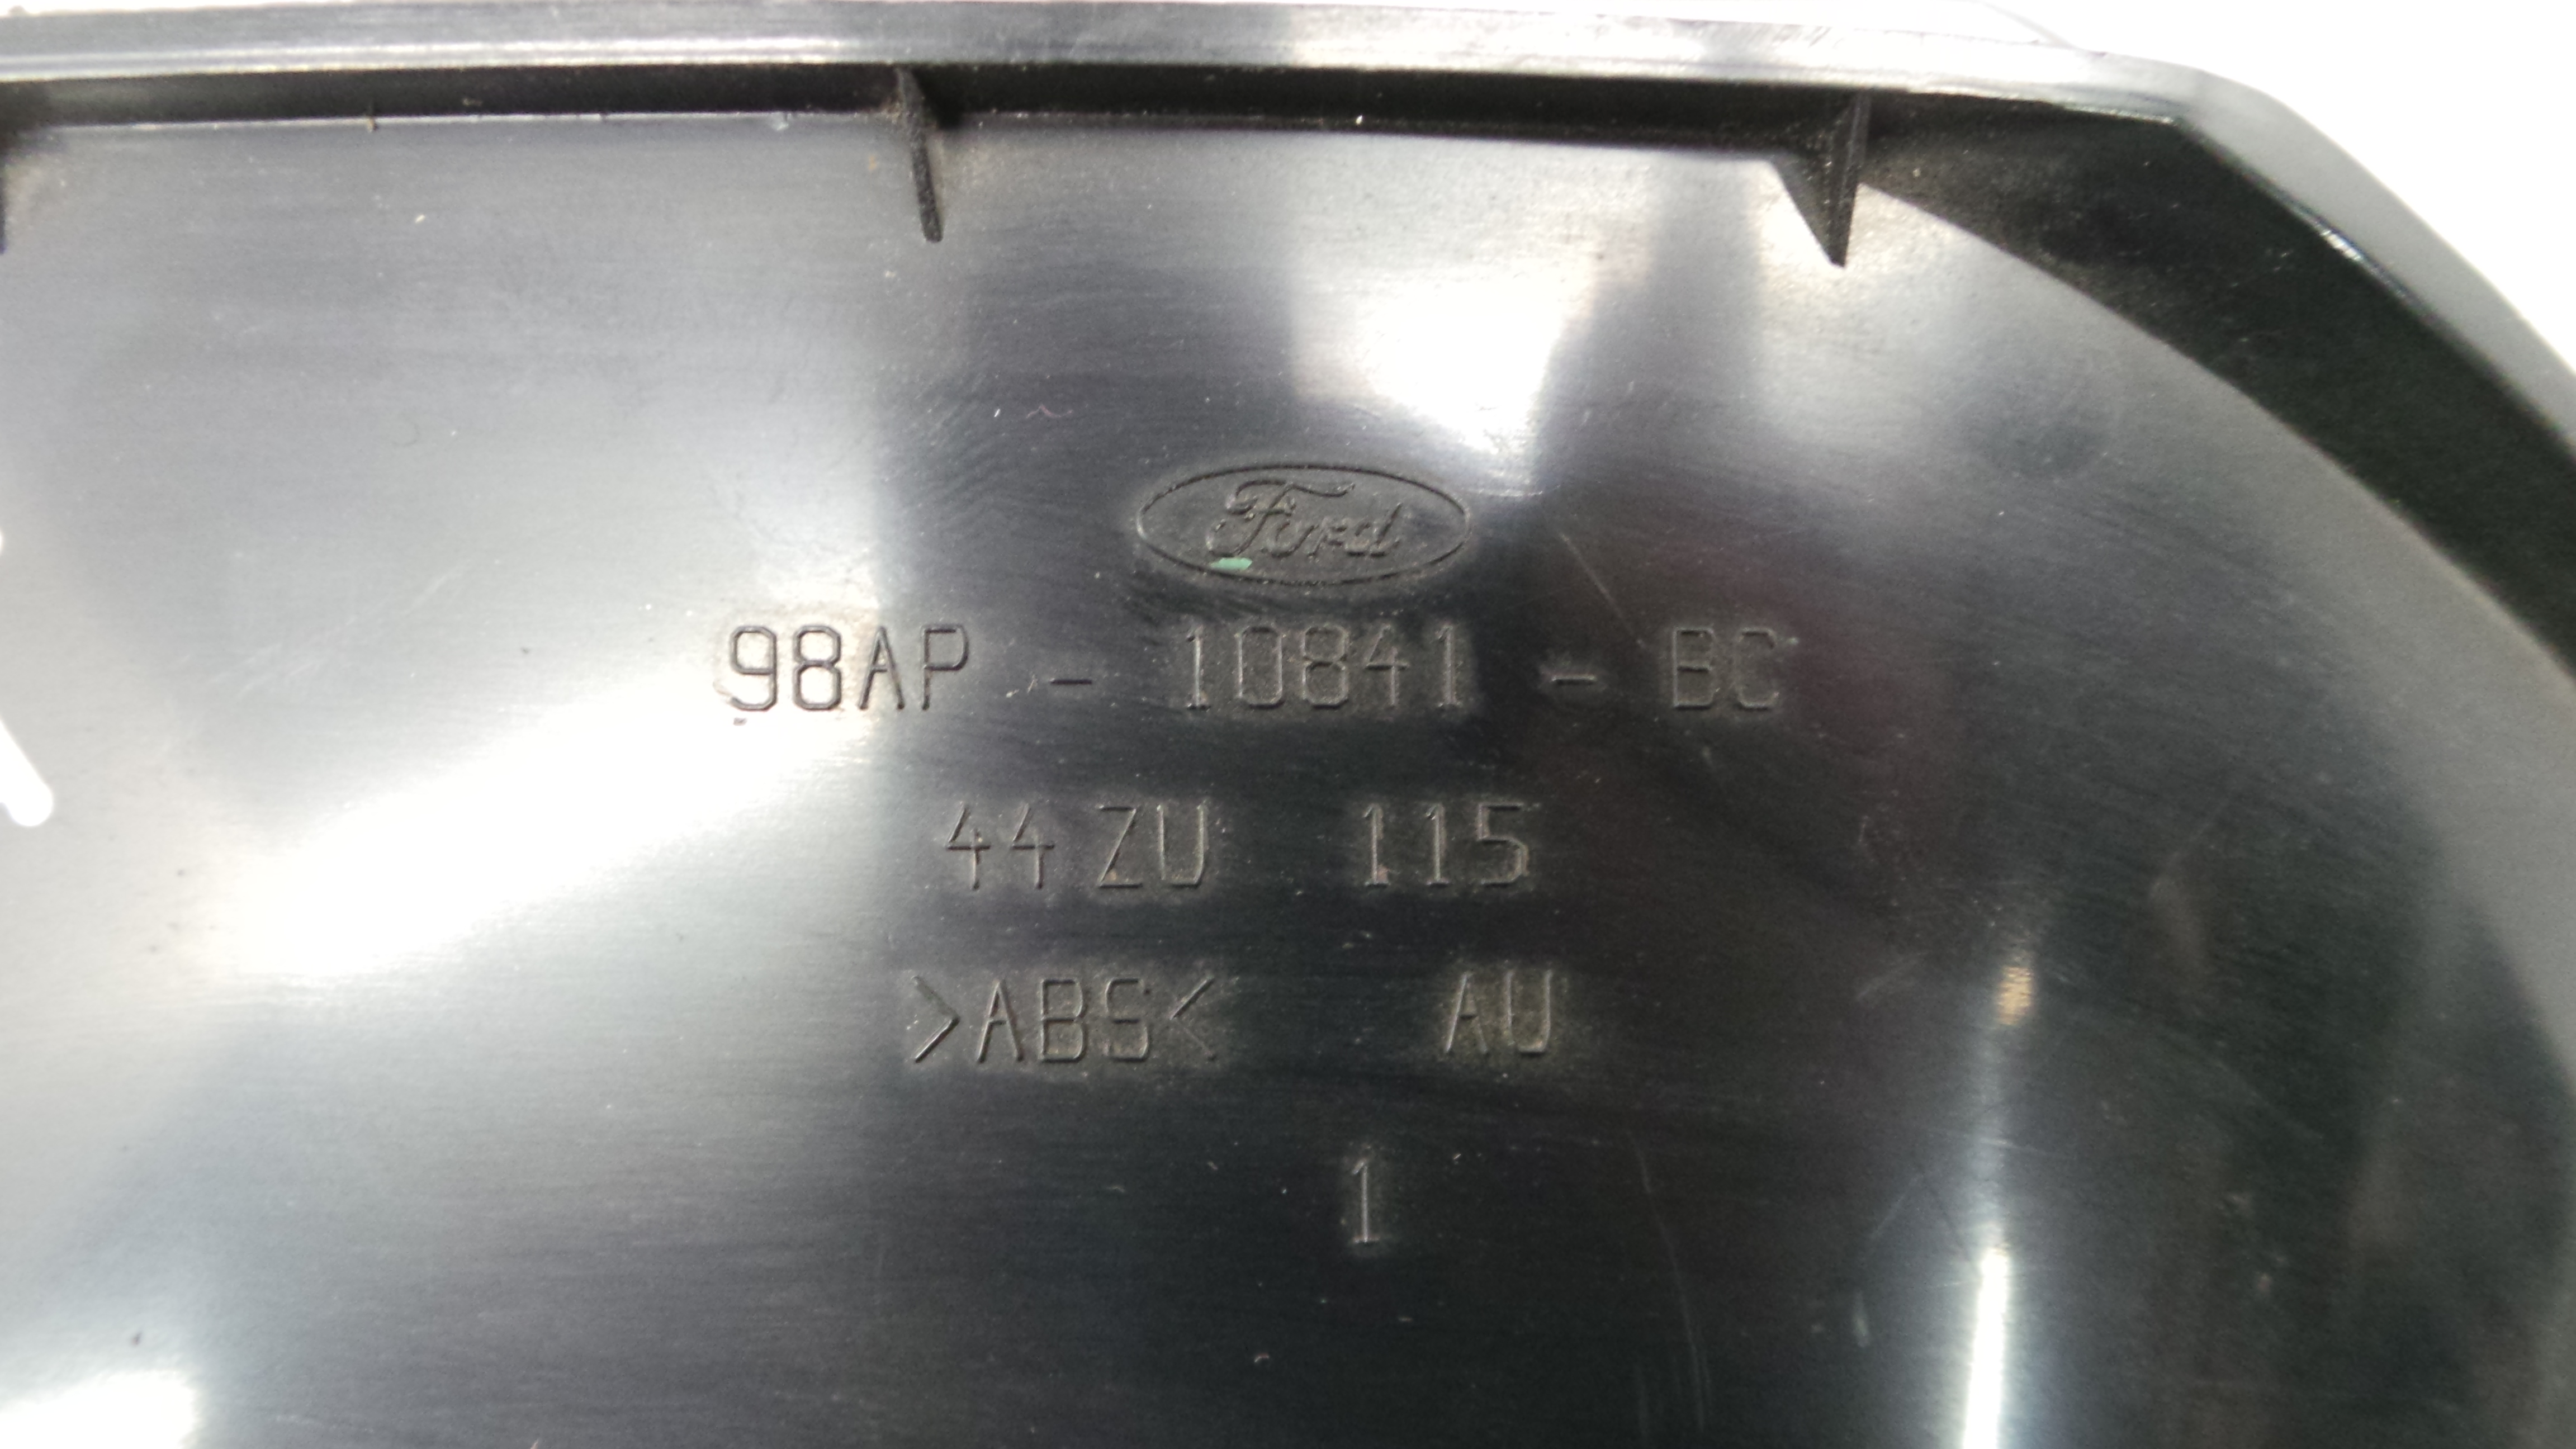 Ford
98AP - 10841 - BC
44 ZU 115
>ABS< AU
1